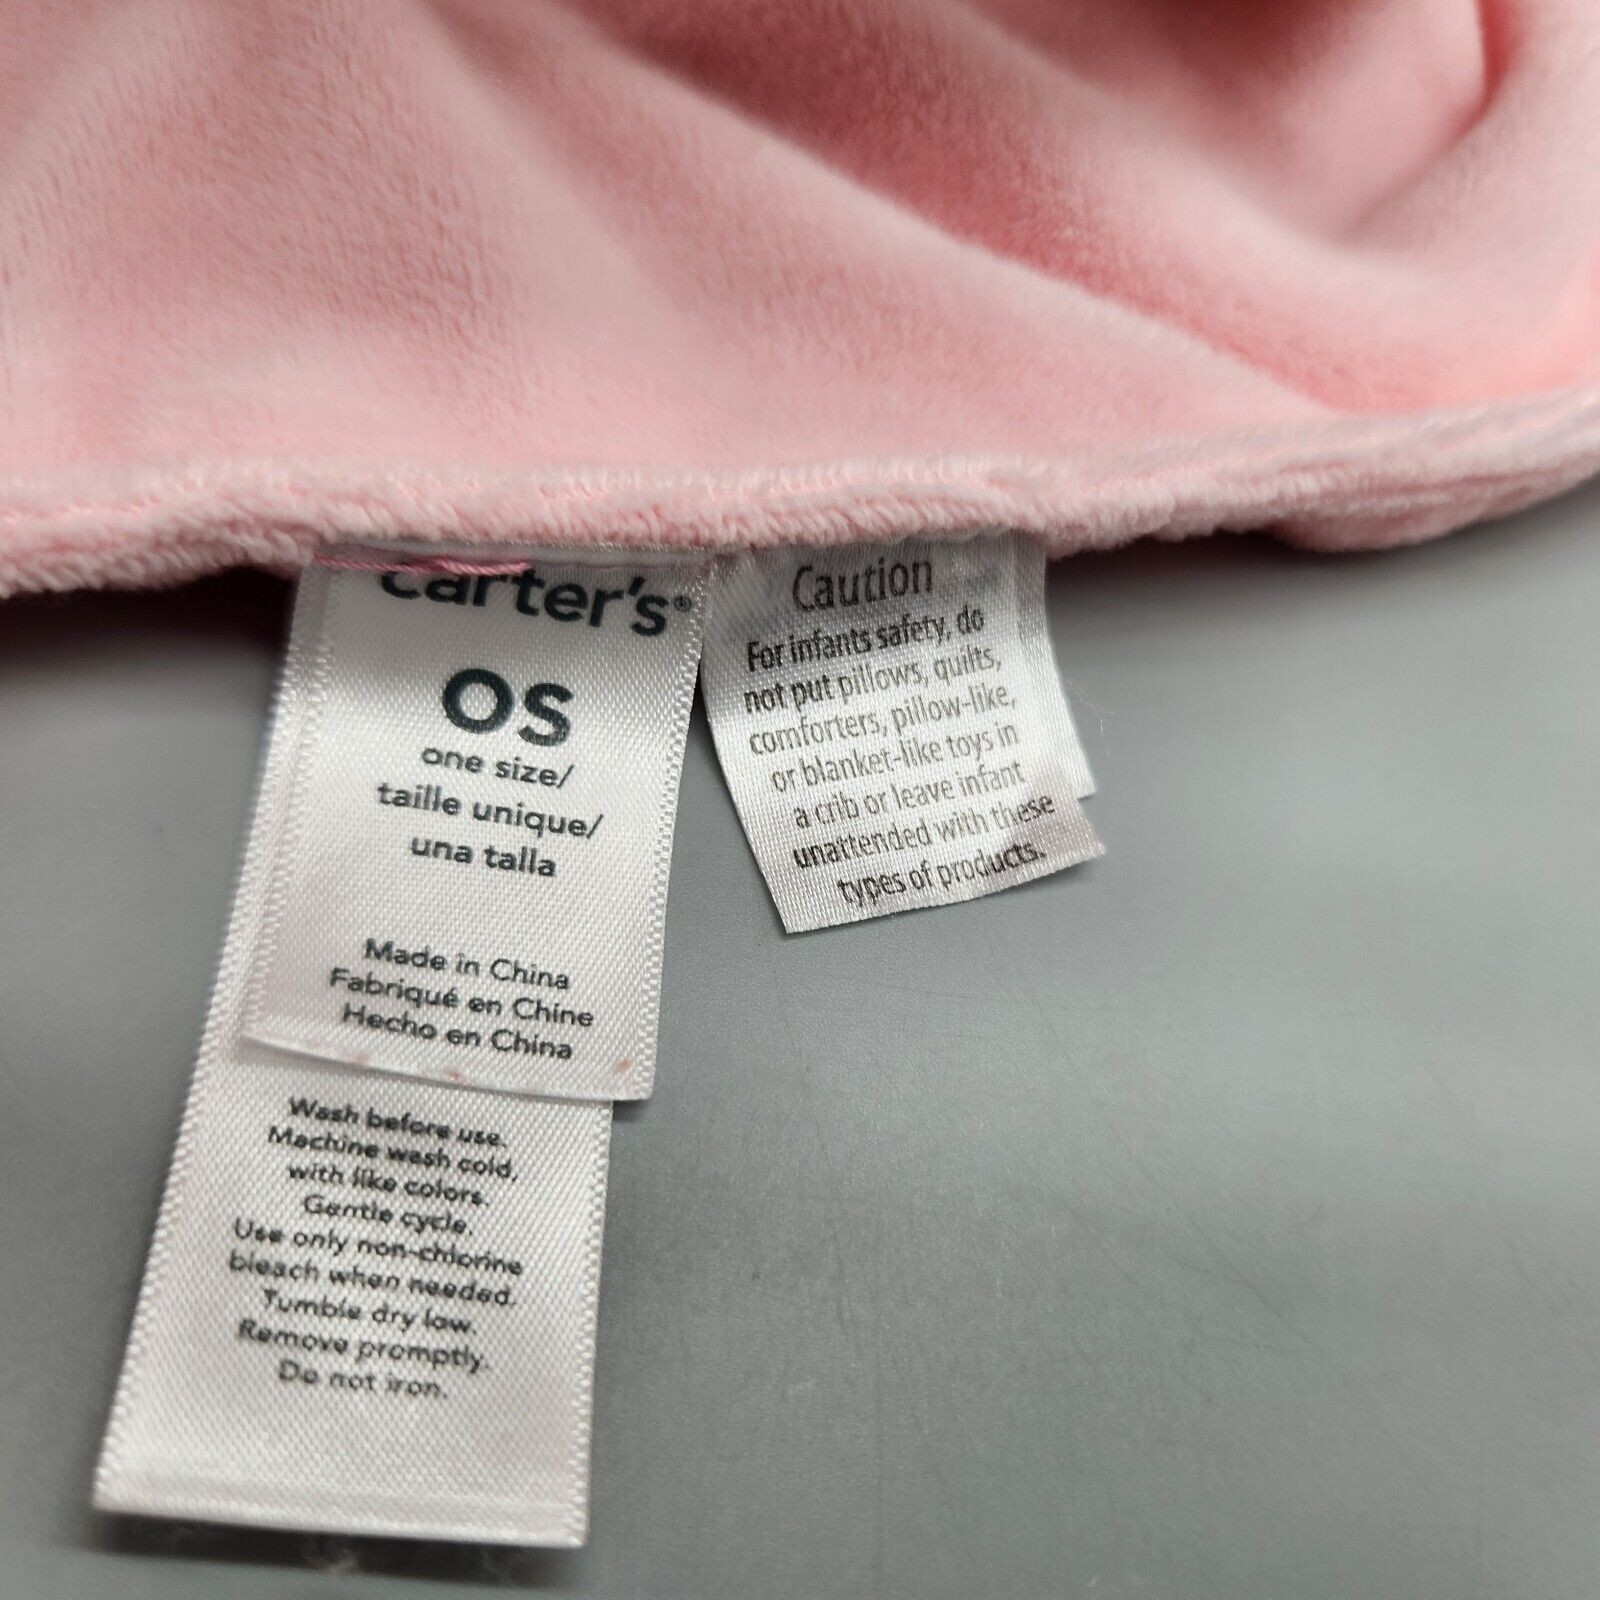 carter's®
OS
one size/
taille unique/
una talla
Made in China
Fabriqué en Chine
Hecho en China
Wash before use.
Machine wash cold,
with like colors.
Gentle cycle.
Use only non-chlorine
bleach when needed.
Tumble dry low.
Remove promptly.
Do not iron.
Caution
For infants safety, do
not put pillows, quilts,
comforters, pillow-like,
or blanket-like toys in
a crib or leave infant
unattended with these
types of products.